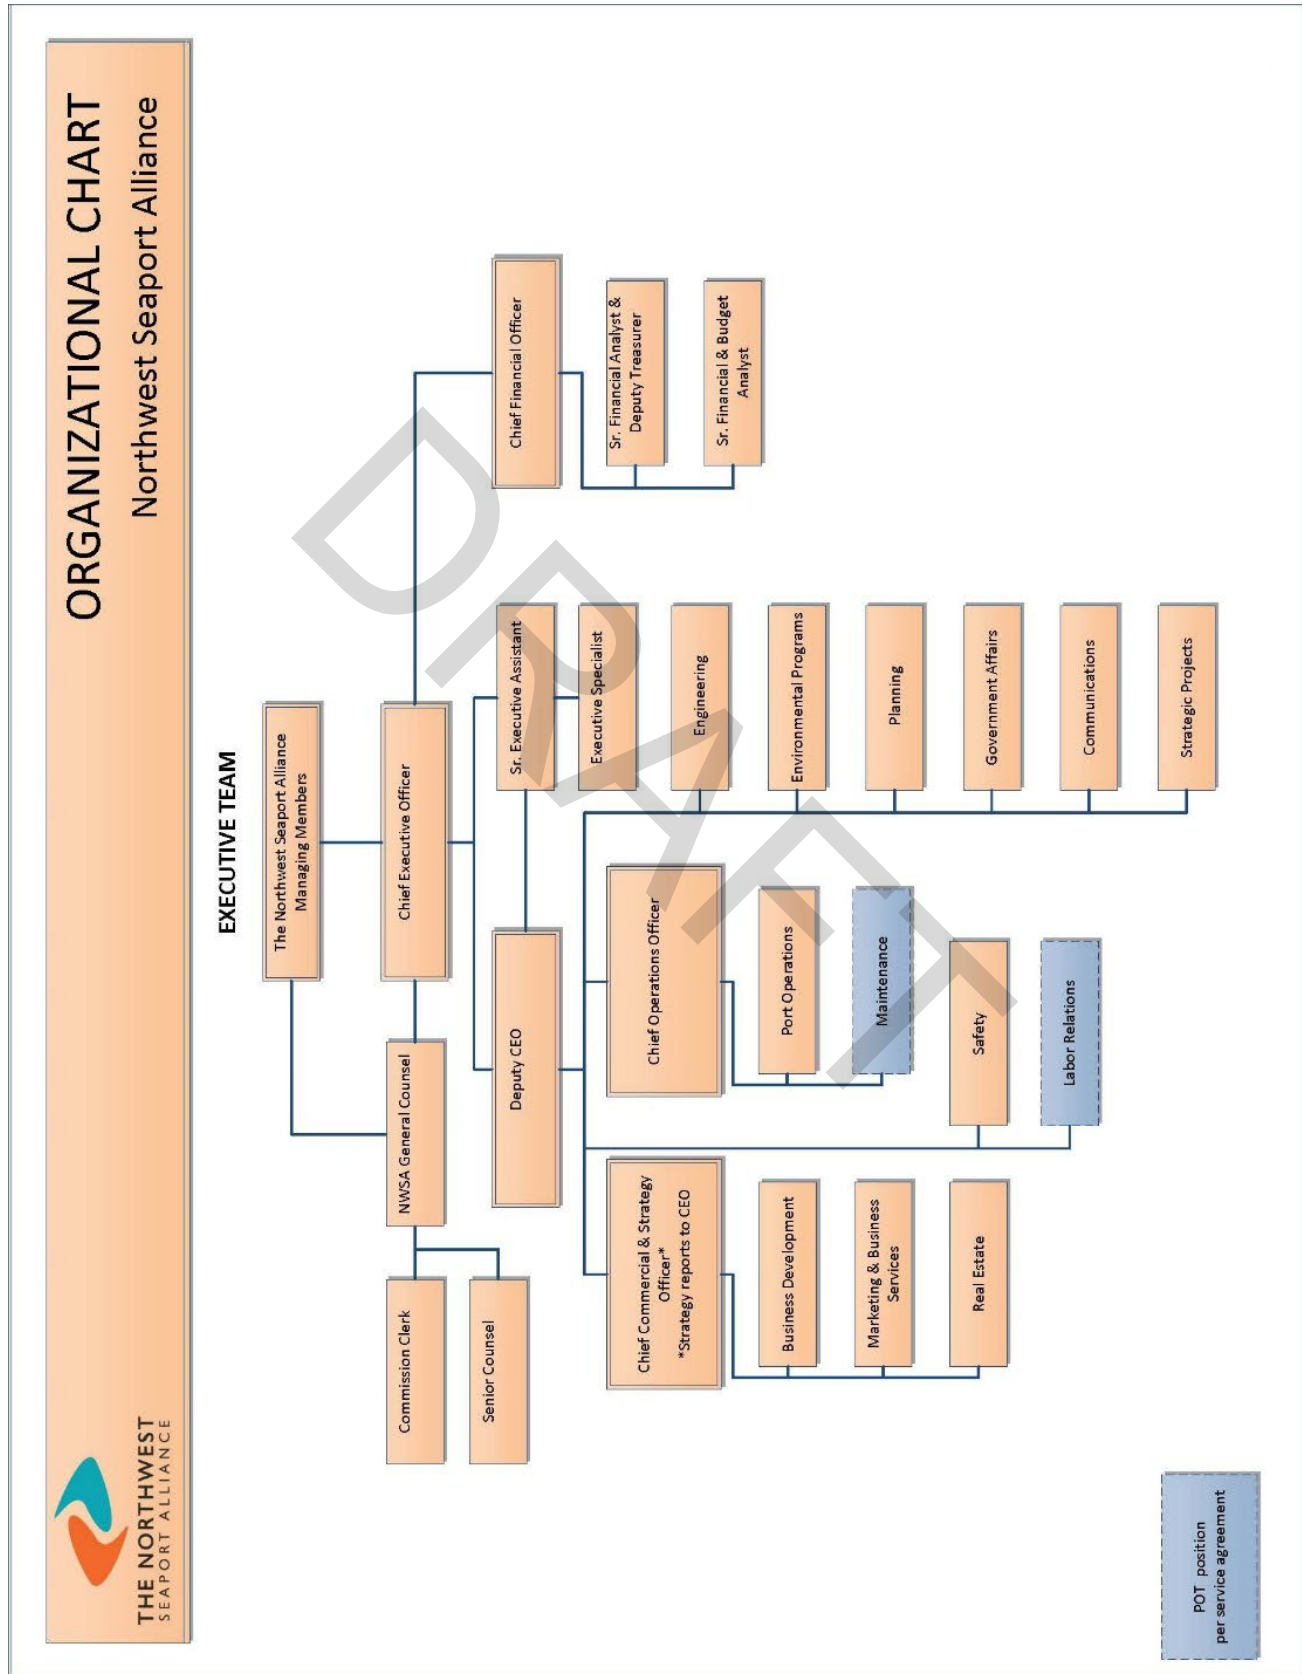 THE NORTHWEST
SEAPORT ALLIANCE
ORGANIZATIONAL CHART
Northwest Seaport Alliance
EXECUTIVE TEAM
The Northwest Seaport Alliance
Managing Members
Chief Executive Officer
NWSA General Counsel
Commission Clerk
Senior Counsel
Chief Financial Officer
Sr. Financial Analyst &
Deputy Treasurer
Sr. Financial & Budget
Analyst
Deputy CEO
Sr. Executive Assistant
Executive Specialist
Chief Commercial & Strategy
Officer*
*Strategy reports to CEO
Business Development
Marketing & Business
Services
Real Estate
Chief Operations Officer
Port Operations
Maintenance
Safety
Labor Relations
Engineering
Environmental Programs
Planning
Government Affairs
Communications
Strategic Projects
POT position
per service agreement
DRAFT